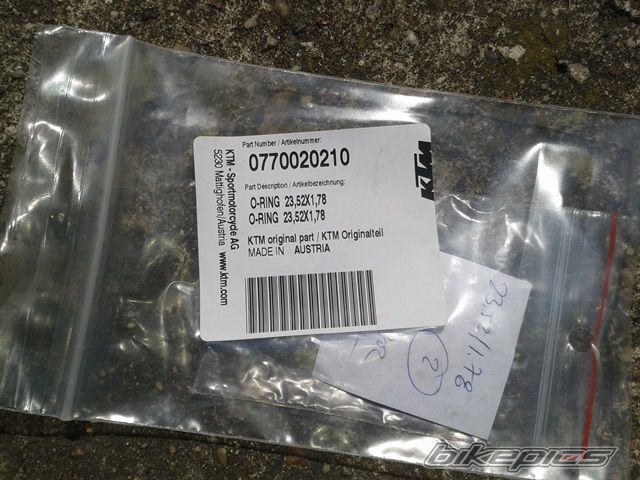 Part Number / Artikelnummer:
0770020210
Part Description / Artikelbezeichnung:
O-RING 23,52X1,78
O-RING 23,52X1,78
KTM original part / KTM Originalteil
MADE IN AUSTRIA
KTM - Sportmotorcycle AG
5230 Mattighofen/Austria www.ktm.com
KTM
23.52/1.78
2
bikepics